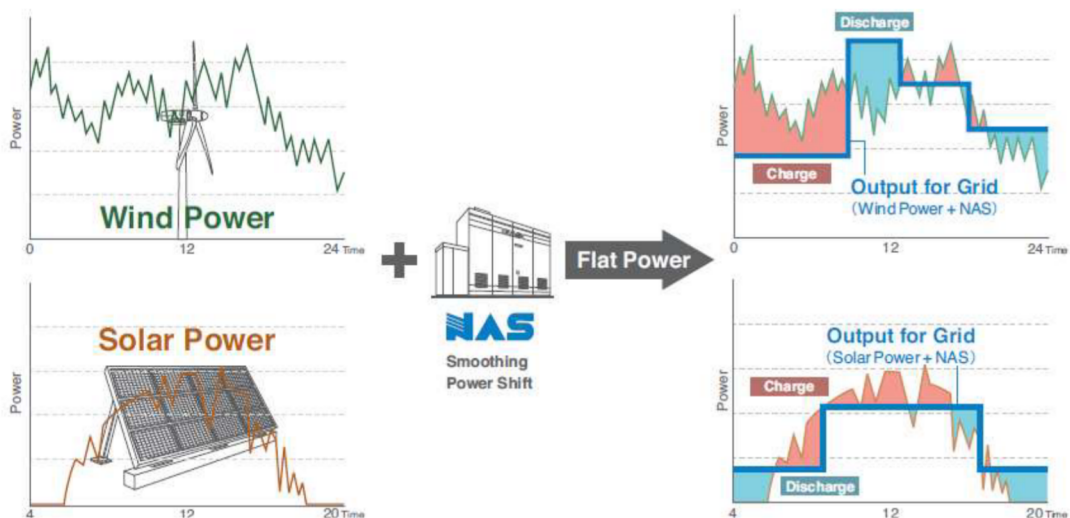 Power
Wind Power
0
12
24 Time
Power
Solar Power
4
12
20 Time
NAS
Smoothing
Power Shift
Flat Power
Power
Discharge
Charge
Output for Grid
(Wind Power + NAS)
0
12
24 Time
Power
Output for Grid
(Solar Power + NAS)
Charge
Discharge
4
12
20 Time